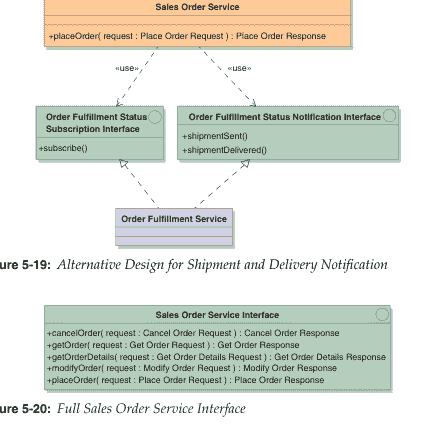 Sales Order Service
+placeOrder( request : Place Order Request ) : Place Order Response
«use»
«use»
Order Fulfillment Status
Subscription Interface
+subscribe()
Order Fulfillment Status Notification Interface
+shipmentSent()
+shipmentDelivered()
Order Fulfillment Service
ure 5-19: Alternative Design for Shipment and Delivery Notification
Sales Order Service Interface
+cancelOrder( request : Cancel Order Request ) : Cancel Order Response
+getOrder( request : Get Order Request ) : Get Order Response
+getOrderDetails( request : Get Order Details Request ) : Get Order Details Response
+modifyOrder( request : Modify Order Request ) : Modify Order Response
+placeOrder( request : Place Order Request ) : Place Order Response
ure 5-20: Full Sales Order Service Interface